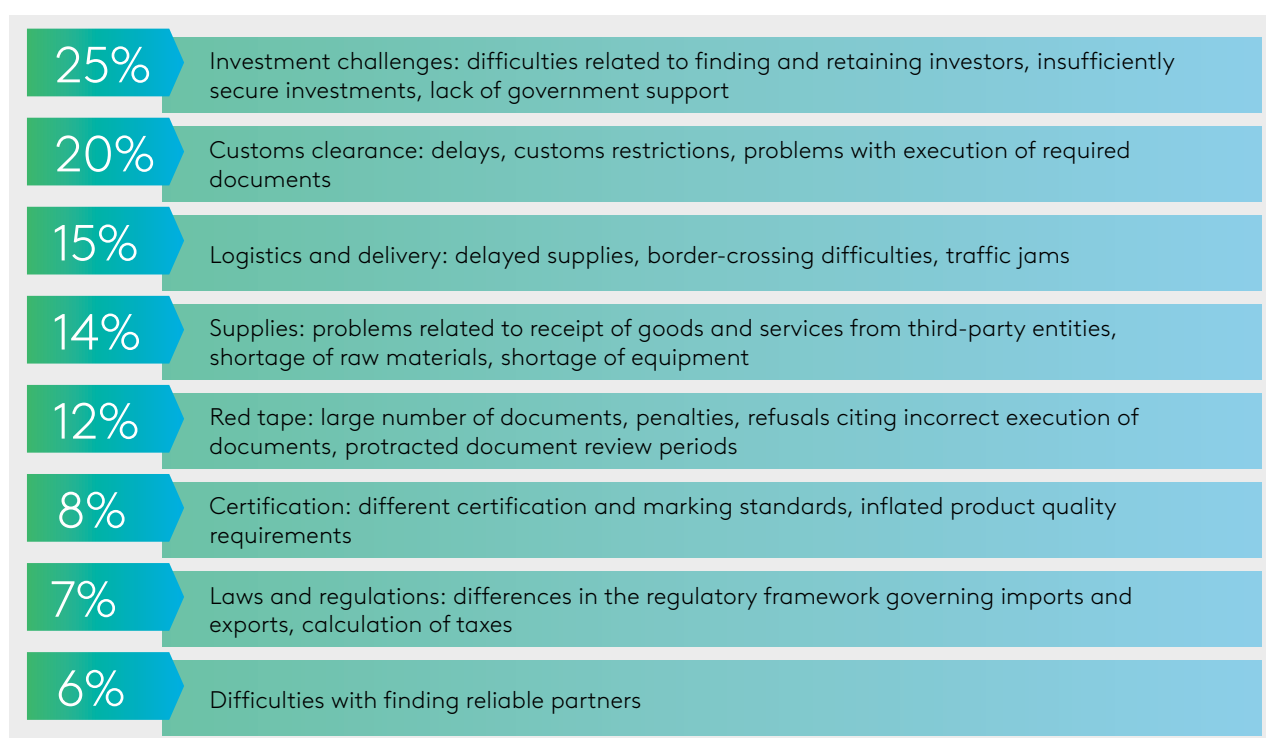 25%
Investment challenges: difficulties related to finding and retaining investors, insufficiently
secure investments, lack of government support
20%
Customs clearance: delays, customs restrictions, problems with execution of required
documents
15%
Logistics and delivery: delayed supplies, border-crossing difficulties, traffic jams
14%
Supplies: problems related to receipt of goods and services from third-party entities,
shortage of raw materials, shortage of equipment
12%
Red tape: large number of documents, penalties, refusals citing incorrect execution of
documents, protracted document review periods
8%
Certification: different certification and marking standards, inflated product quality
requirements
7%
Laws and regulations: differences in the regulatory framework governing imports and
exports, calculation of taxes
6%
Difficulties with finding reliable partners